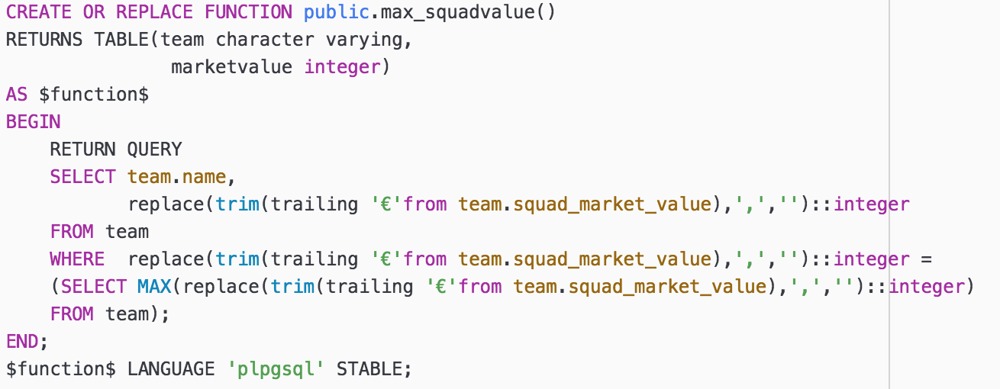 CREATE OR REPLACE FUNCTION public.max_squadvalue()
RETURNS TABLE(team character varying,
               marketvalue integer)
AS $function$
BEGIN
    RETURN QUERY
    SELECT team.name,
           replace(trim(trailing '€'from team.squad_market_value),',','')::integer
    FROM team
    WHERE  replace(trim(trailing '€'from team.squad_market_value),',','')::integer =
    (SELECT MAX(replace(trim(trailing '€'from team.squad_market_value),',','')::integer)
    FROM team);
END;
$function$ LANGUAGE 'plpgsql' STABLE;